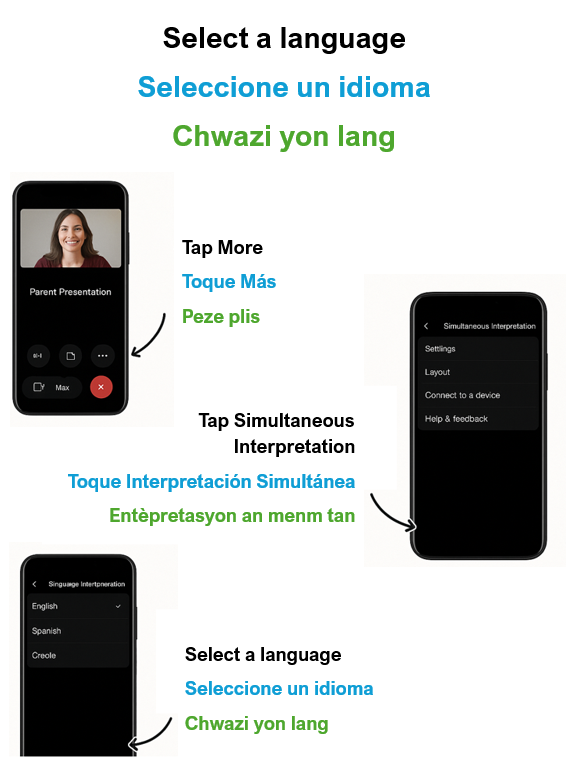 Select a language
Seleccione un idioma
Chwazi yon lang
Parent Presentation
Max
Tap More
Toque Más
Peze plis
Simultaneous Interpretation
Settlings
Layout
Connect to a device
Help & feedback
Tap Simultaneous
Interpretation
Toque Interpretación Simultánea
Entèpretasyon an menm tan
Singuage Intertpneration
English
Spanish
Creole
Select a language
Seleccione un idioma
Chwazi yon lang